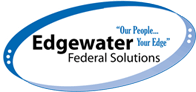 “Our People...
Your Edge”
Edgewater
Federal Solutions